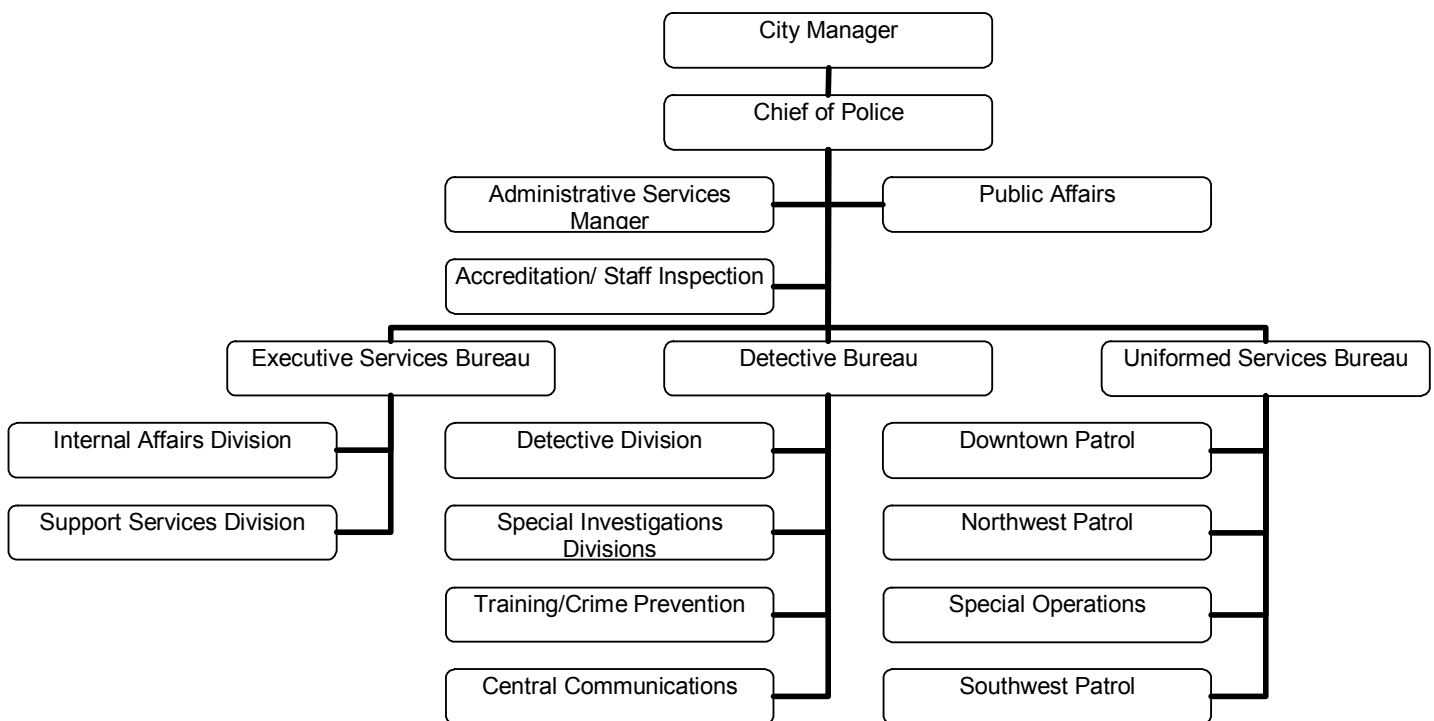 City Manager
Chief of Police
Administrative Services
Manger
Public Affairs
Accreditation/ Staff Inspection
Executive Services Bureau
Detective Bureau
Uniformed Services Bureau
Internal Affairs Division
Detective Division
Downtown Patrol
Support Services Division
Special Investigations
Divisions
Northwest Patrol
Training/Crime Prevention
Special Operations
Central Communications
Southwest Patrol